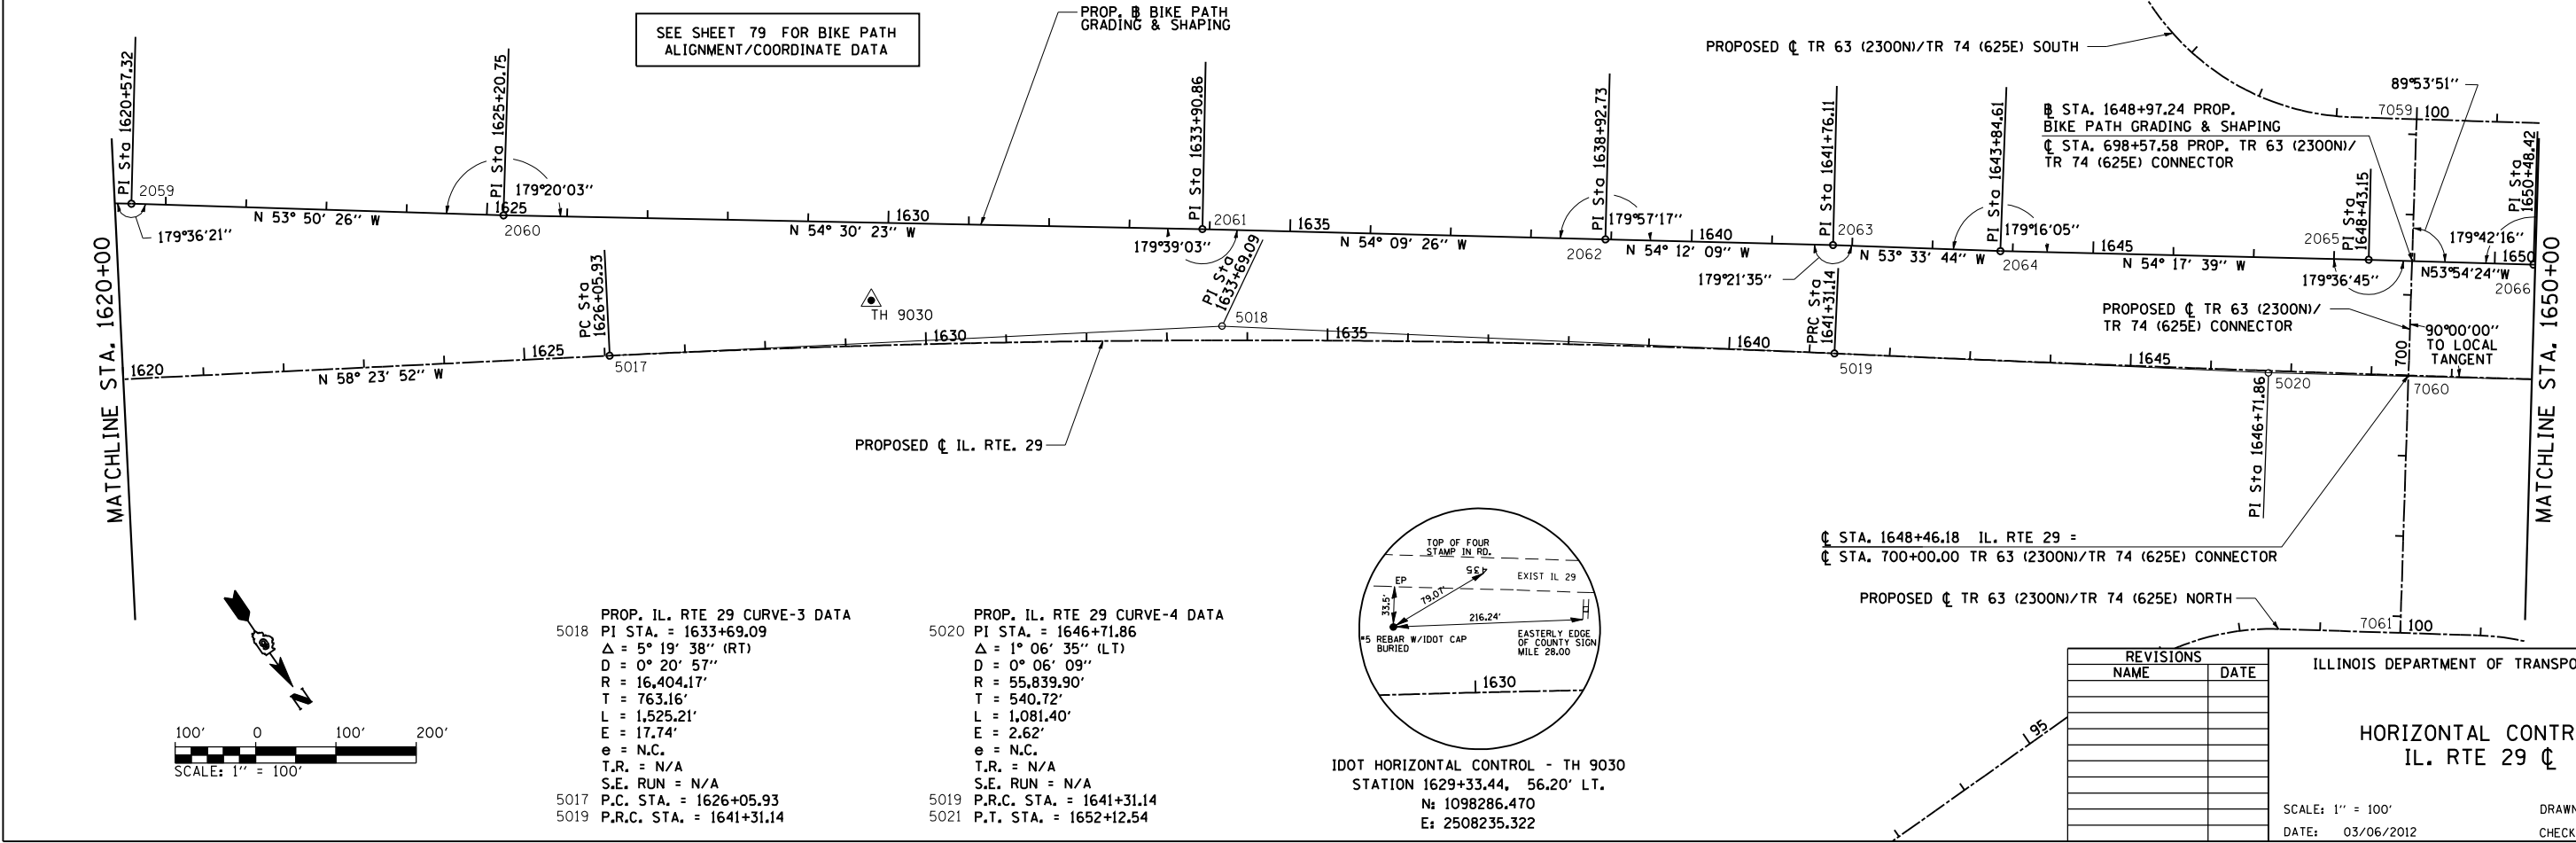 SEE SHEET 79 FOR BIKE PATH
ALIGNMENT/COORDINATE DATA
PROP. ⅊ BIKE PATH
GRADING & SHAPING
PROPOSED ℄ TR 63 (2300N)/TR 74 (625E) SOUTH
89°53'51''
7059
100
B STA. 1648+97.24 PROP.
BIKE PATH GRADING & SHAPING
℄ STA. 698+57.58 PROP. TR 63 (2300N)/
TR 74 (625E) CONNECTOR
PI Sta 1620+57.32
PI Sta 1625+20.75
PI Sta 1633+90.86
PI Sta 1638+92.73
PI Sta 1641+76.11
PI Sta 1643+84.61
PI Sta
1648+43.15
PI Sta
1650+48.42
2059
179°36'21''
N 53° 50' 26'' W
179°20'03''
1625
2060
N 54° 30' 23'' W
1630
2061
179°39'03''
1635
N 54° 09' 26'' W
179°57'17''
2062
1640
N 54° 12' 09'' W
2063
179°21'35''
N 53° 33' 44'' W
179°16'05''
2064
1645
N 54° 17' 39'' W
2065
179°36'45''
179°42'16''
1650
N53°54'24''W
2066
MATCHLINE STA. 1620+00
MATCHLINE STA. 1650+00
PC Sta
1626+05.93
TH 9030
PI Sta
1633+69.09
5018
PRC Sta
1641+31.14
PROPOSED ℄ TR 63 (2300N)/
TR 74 (625E) CONNECTOR
90°00'00''
TO LOCAL
TANGENT
700
1620
N 58° 23' 52'' W
1625
5017
1630
1635
1640
5019
1645
5020
7060
PI Sta 1646+71.86
PROPOSED ℄ IL. RTE. 29
℄ STA. 1648+46.18 IL. RTE 29 =
℄ STA. 700+00.00 TR 63 (2300N)/TR 74 (625E) CONNECTOR
PROPOSED ℄ TR 63 (2300N)/TR 74 (625E) NORTH
7061
100
195
N
100' 0 100' 200'
SCALE: 1'' = 100'
PROP. IL. RTE 29 CURVE-3 DATA
5018 PI STA. = 1633+69.09
Δ = 5° 19' 38'' (RT)
D = 0° 20' 57''
R = 16,404.17'
T = 763.16'
L = 1,525.21'
E = 17.74'
e = N.C.
T.R. = N/A
S.E. RUN = N/A
5017 P.C. STA. = 1626+05.93
5019 P.R.C. STA. = 1641+31.14
PROP. IL. RTE 29 CURVE-4 DATA
5020 PI STA. = 1646+71.86
Δ = 1° 06' 35'' (LT)
D = 0° 06' 09''
R = 55,839.90'
T = 540.72'
L = 1,081.40'
E = 2.62'
e = N.C.
T.R. = N/A
S.E. RUN = N/A
5019 P.R.C. STA. = 1641+31.14
5021 P.T. STA. = 1652+12.54
TOP OF FOUR
STAMP IN RD.
435
EP
EXIST IL 29
33.5'
79.07'
216.24'
#5 REBAR W/IDOT CAP
BURIED
EASTERLY EDGE
OF COUNTY SIGN
MILE 28.00
1630
IDOT HORIZONTAL CONTROL - TH 9030
STATION 1629+33.44, 56.20' LT.
N: 1098286.470
E: 2508235.322
REVISIONS
NAME DATE
ILLINOIS DEPARTMENT OF TRANSPO
HORIZONTAL CONTR
IL. RTE 29 ℄
SCALE: 1'' = 100'
DRAWN
DATE: 03/06/2012
CHECK